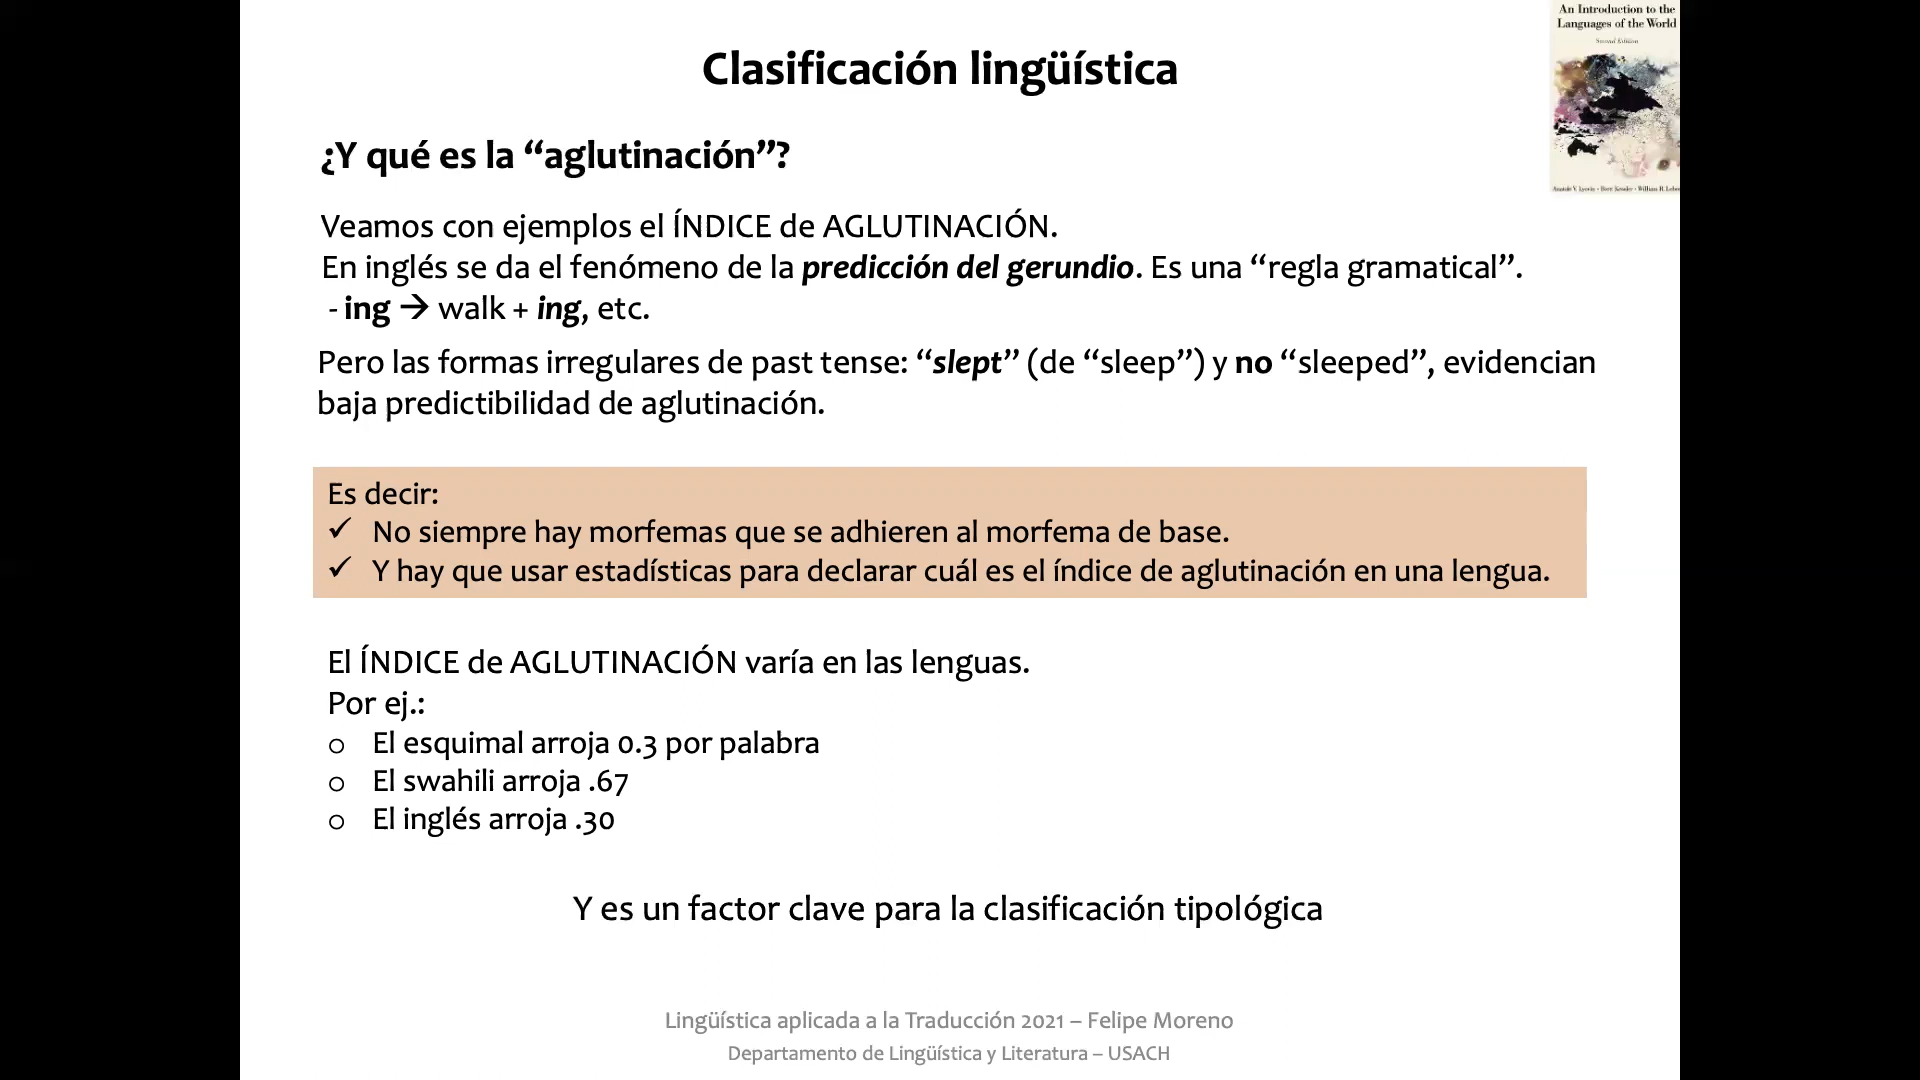 An Introduction to the
Languages of the World
Second Edition
Clasificación lingüística
¿Y qué es la “aglutinación”?
Veamos con ejemplos el ÍNDICE de AGLUTINACIÓN.
En inglés se da el fenómeno de la predicción del gerundio. Es una “regla gramatical”.
- ing → walk + ing, etc.
Pero las formas irregulares de past tense: “slept” (de “sleep”) y no “sleeped”, evidencian
baja predictibilidad de aglutinación.
Es decir:
✓ No siempre hay morfemas que se adhieren al morfema de base.
✓ Y hay que usar estadísticas para declarar cuál es el índice de aglutinación en una lengua.
El ÍNDICE de AGLUTINACIÓN varía en las lenguas.
Por ej.:
o El esquimal arroja 0.3 por palabra
o El swahili arroja .67
o El inglés arroja .30
Y es un factor clave para la clasificación tipológica
Lingüística aplicada a la Traducción 2021 – Felipe Moreno
Departamento de Lingüística y Literatura – USACH